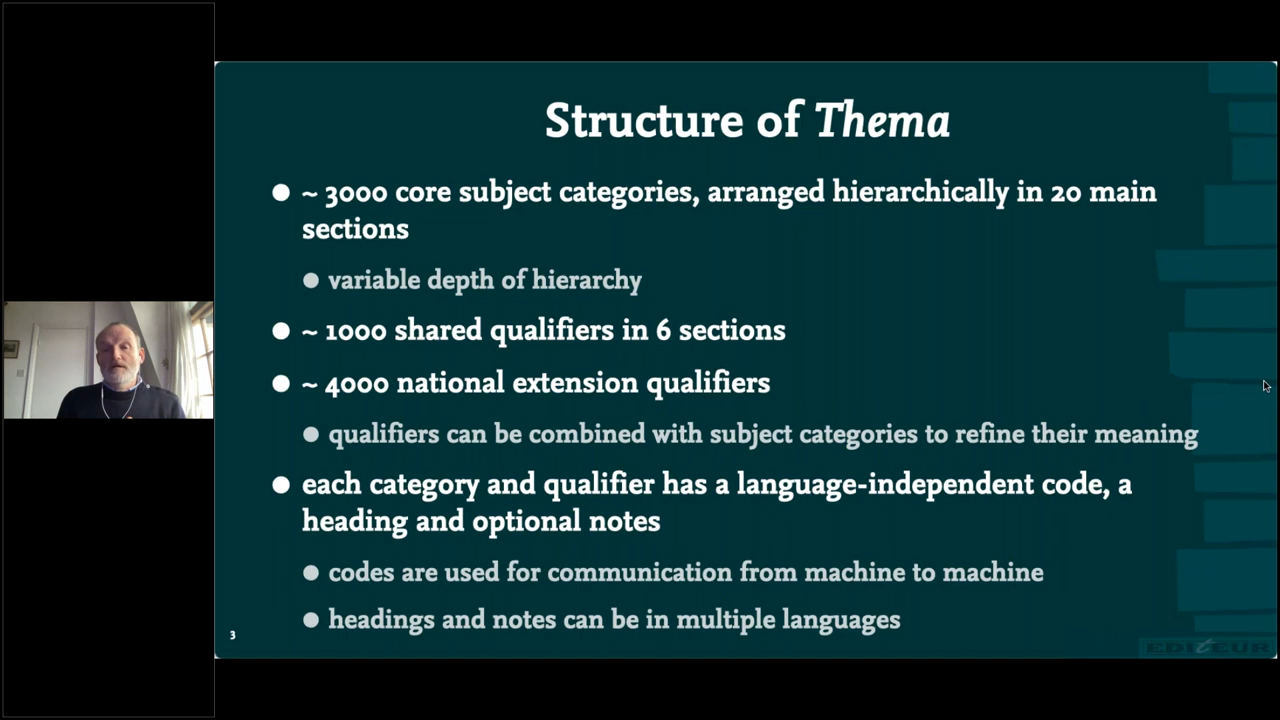 Structure of Thema
● ~ 3000 core subject categories, arranged hierarchically in 20 main
sections
● variable depth of hierarchy
● ~ 1000 shared qualifiers in 6 sections
● ~ 4000 national extension qualifiers
● qualifiers can be combined with subject categories to refine their meaning
● each category and qualifier has a language-independent code, a
heading and optional notes
● codes are used for communication from machine to machine
● headings and notes can be in multiple languages
3
EDITEUR